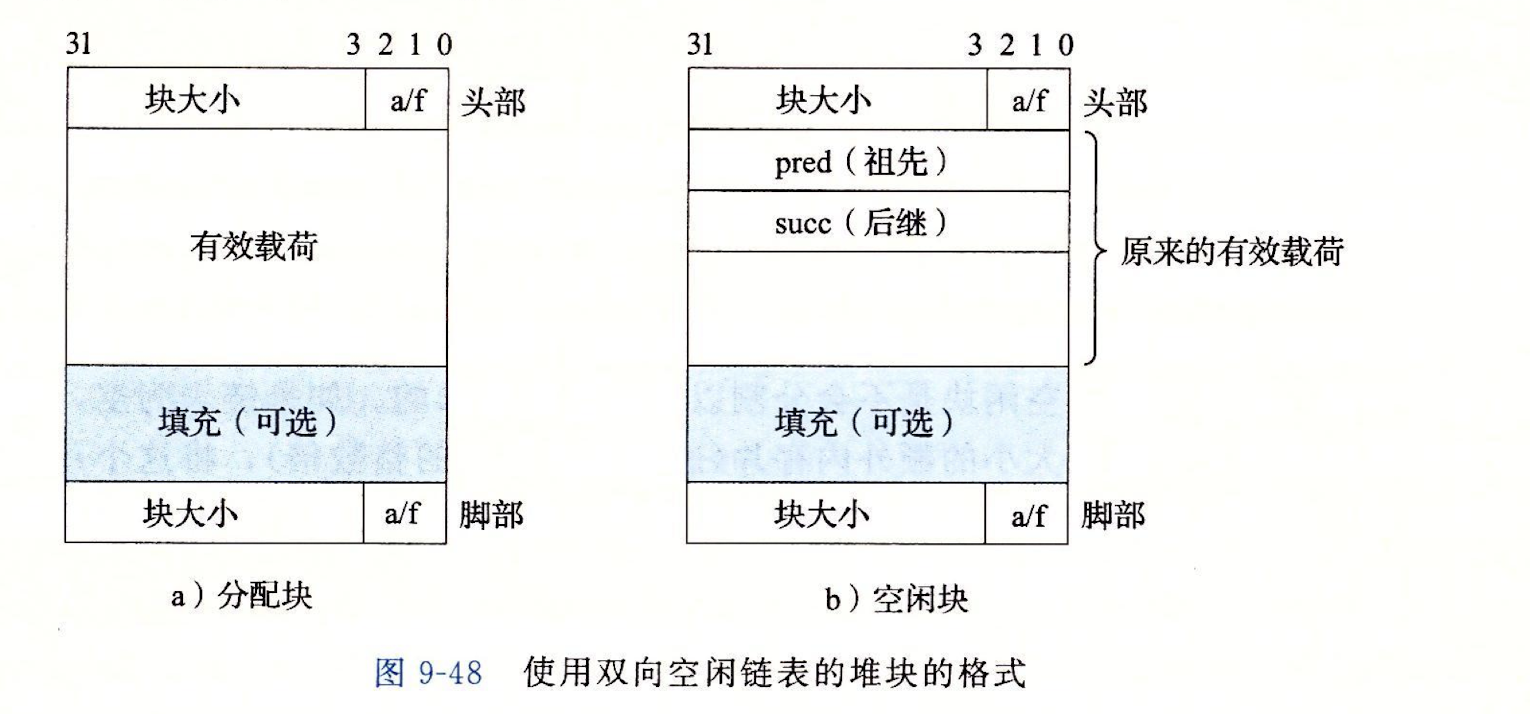 31 3 2 1 0 31 3 2 1 0
块大小 a/f 头部 块大小 a/f 头部
pred（祖先）
succ（后继）
有效载荷 原来的有效载荷
填充（可选） 填充（可选）
块大小 a/f 脚部 块大小 a/f 脚部
a）分配块 b）空闲块
图 9-48 使用双向空闲链表的堆块的格式